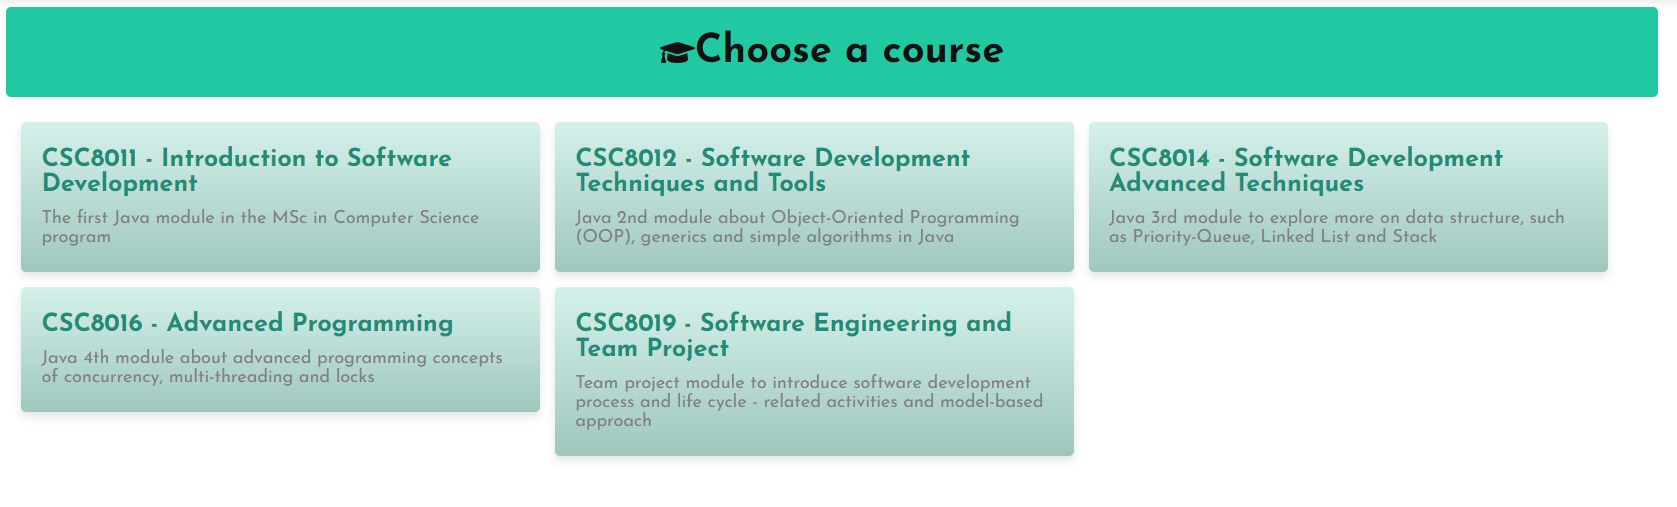 Choose a course
CSC8011 - Introduction to Software
Development
The first Java module in the MSc in Computer Science
program
CSC8012 - Software Development
Techniques and Tools
Java 2nd module about Object-Oriented Programming
(OOP), generics and simple algorithms in Java
CSC8014 - Software Development
Advanced Techniques
Java 3rd module to explore more on data structure, such
as Priority-Queue, Linked List and Stack
CSC8016 - Advanced Programming
Java 4th module about advanced programming concepts
of concurrency, multi-threading and locks
CSC8019 - Software Engineering and
Team Project
Team project module to introduce software development
process and life cycle - related activities and model-based
approach